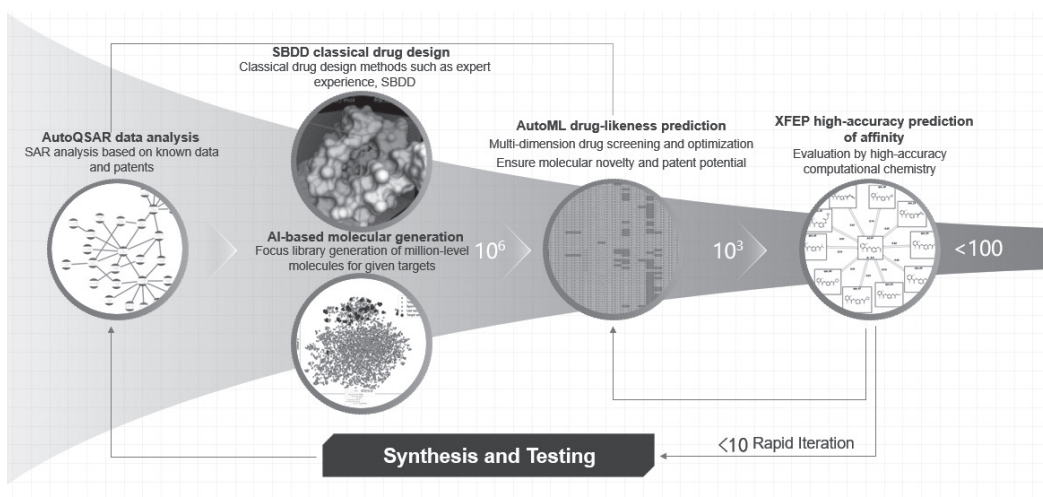 SBDD classical drug design
Classical drug design methods such as expert
experience, SBDD
AutoQSAR data analysis
SAR analysis based on known data
and patents
AI-based molecular generation
Focus library generation of million-level
molecules for given targets
10⁶
AutoML drug-likeness prediction
Multi-dimension drug screening and optimization
Ensure molecular novelty and patent potential
10³
XFEP high-accuracy prediction
of affinity
Evaluation by high-accuracy
computational chemistry
<100
<10 Rapid Iteration
Synthesis and Testing